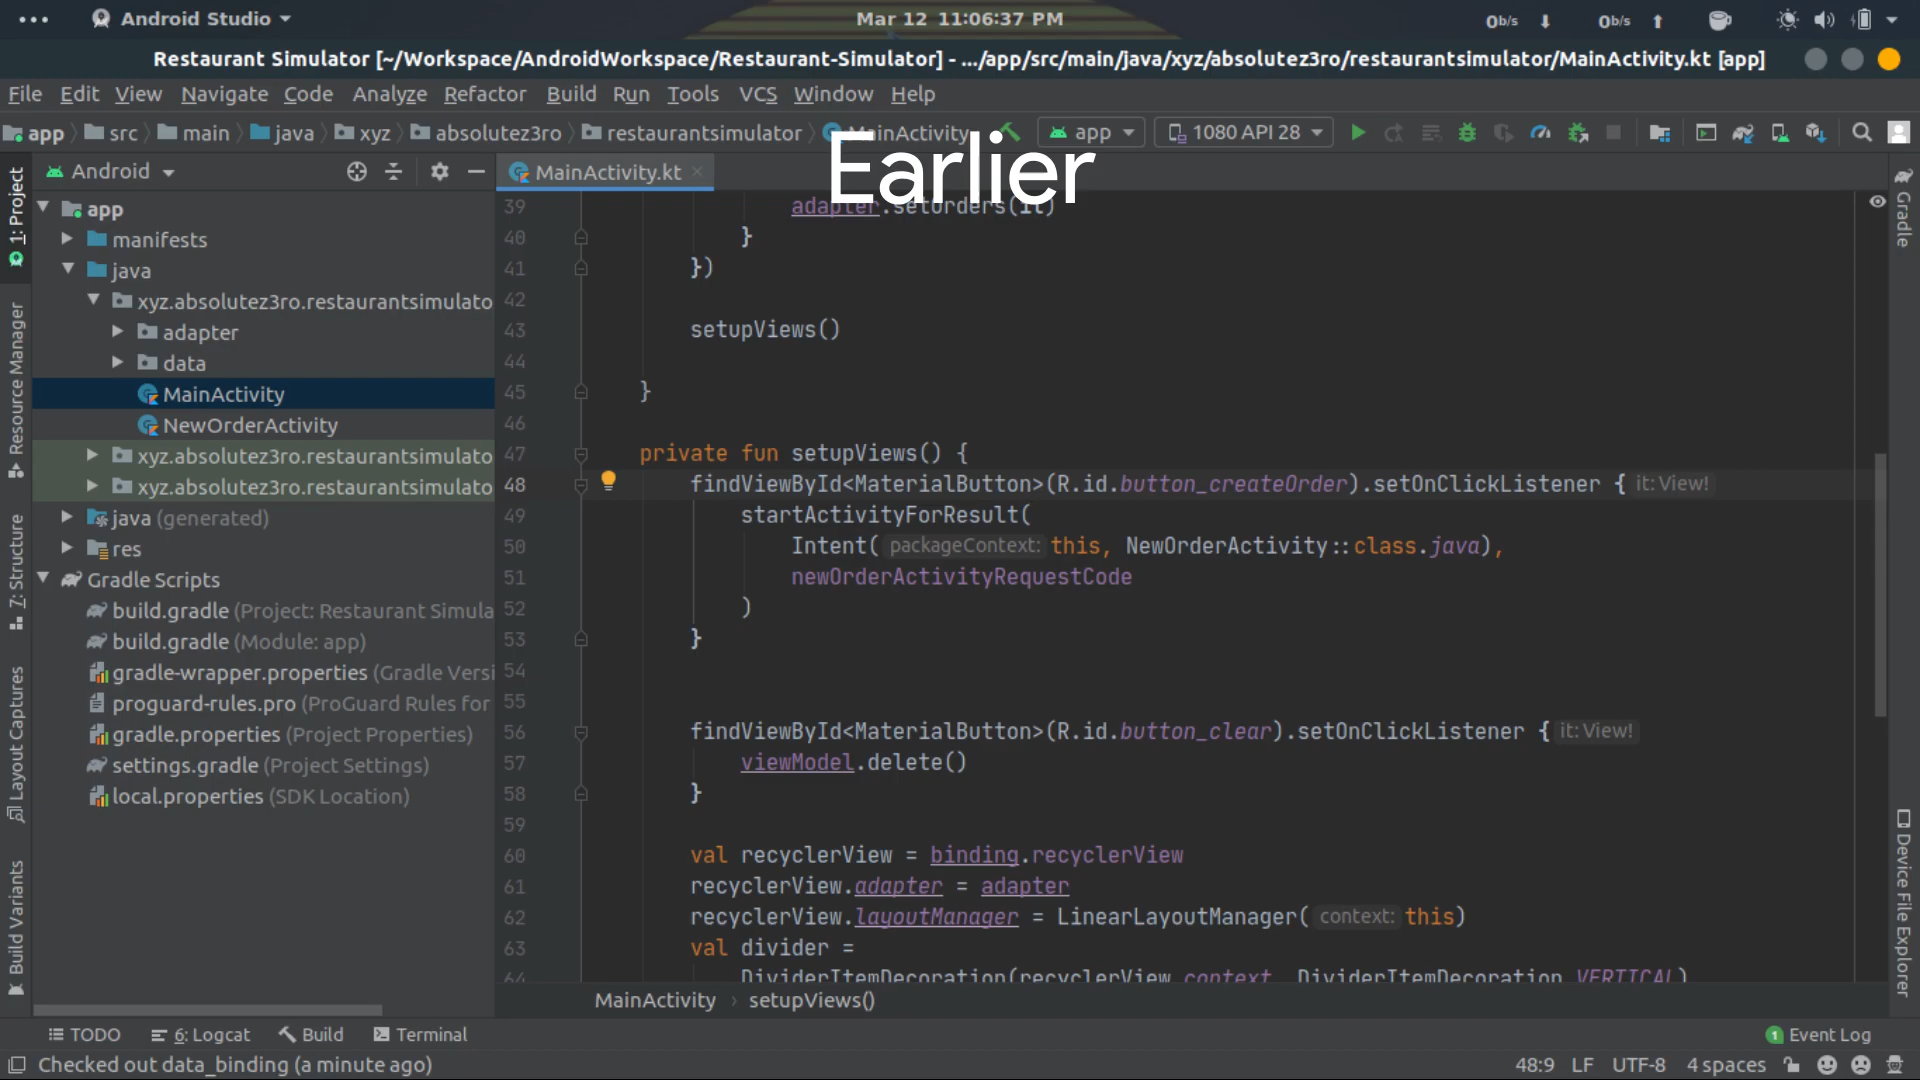 Android Studio
Mar 12 11:06:37 PM
0b/s
0b/s
Restaurant Simulator [~/Workspace/AndroidWorkspace/Restaurant-Simulator] - .../app/src/main/java/xyz/absolutez3ro/restaurantsimulator/MainActivity.kt [app]
File Edit View Navigate Code Analyze Refactor Build Run Tools VCS Window Help
app src main java xyz absolutez3ro restaurantsimulator MainActivity app 1080 API 28
Earlier
Android
MainActivity.kt
1: Project
Resource Manager
7: Structure
Layout Captures
Build Variants
app
manifests
java
xyz.absolutez3ro.restaurantsimulato
adapter
data
MainActivity
NewOrderActivity
xyz.absolutez3ro.restaurantsimulato
xyz.absolutez3ro.restaurantsimulato
java (generated)
res
Gradle Scripts
build.gradle (Project: Restaurant Simula
build.gradle (Module: app)
gradle-wrapper.properties (Gradle Versi
proguard-rules.pro (ProGuard Rules for
gradle.properties (Project Properties)
settings.gradle (Project Settings)
local.properties (SDK Location)
39 adapter.setOrders(it)
40 }
41 })
42
43 setupViews()
44
45 }
46
47 private fun setupViews() {
48 findViewById<MaterialButton>(R.id.button_createOrder).setOnClickListener { it: View!
49 startActivityForResult(
50 Intent( packageContext: this, NewOrderActivity::class.java),
51 newOrderActivityRequestCode
52 )
53 }
54
55
56 findViewById<MaterialButton>(R.id.button_clear).setOnClickListener { it: View!
57 viewModel.delete()
58 }
59
60 val recyclerView = binding.recyclerView
61 recyclerView.adapter = adapter
62 recyclerView.layoutManager = LinearLayoutManager( context: this)
63 val divider =
64 DividerItemDecoration(recyclerView.context, DividerItemDecoration.VERTICAL)
Gradle
Device File Explorer
MainActivity › setupViews()
TODO 6: Logcat Build Terminal
1 Event Log
Checked out data_binding (a minute ago)
48:9 LF UTF-8 4 spaces